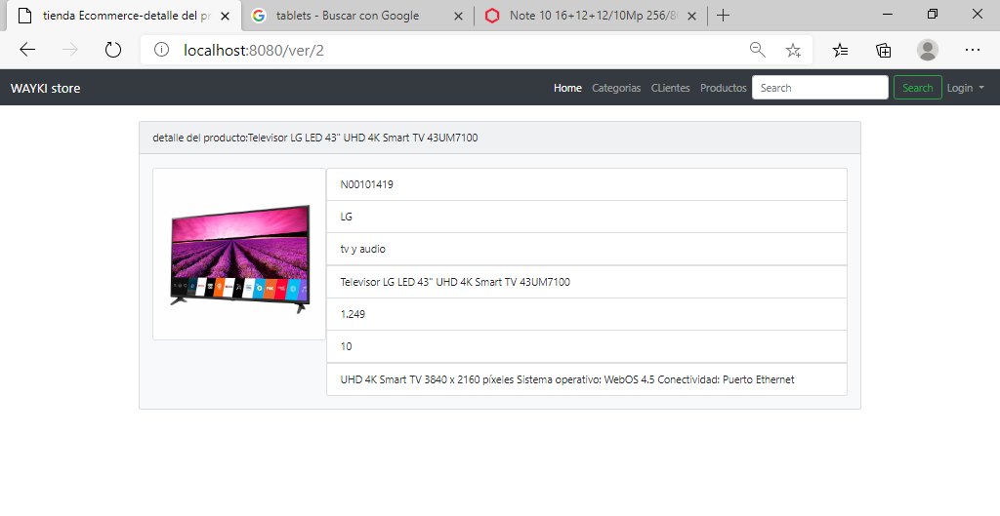 tienda Ecommerce-detalle del pr
tablets - Buscar con Google
Note 10 16+12+12/10Mp 256/8
localhost:8080/ver/2
WAYKI store
Home Categorias CLientes Productos Search Search Login
detalle del producto:Televisor LG LED 43" UHD 4K Smart TV 43UM7100
N00101419
LG
tv y audio
Televisor LG LED 43" UHD 4K Smart TV 43UM7100
1.249
10
UHD 4K Smart TV 3840 x 2160 píxeles Sistema operativo: WebOS 4.5 Conectividad: Puerto Ethernet